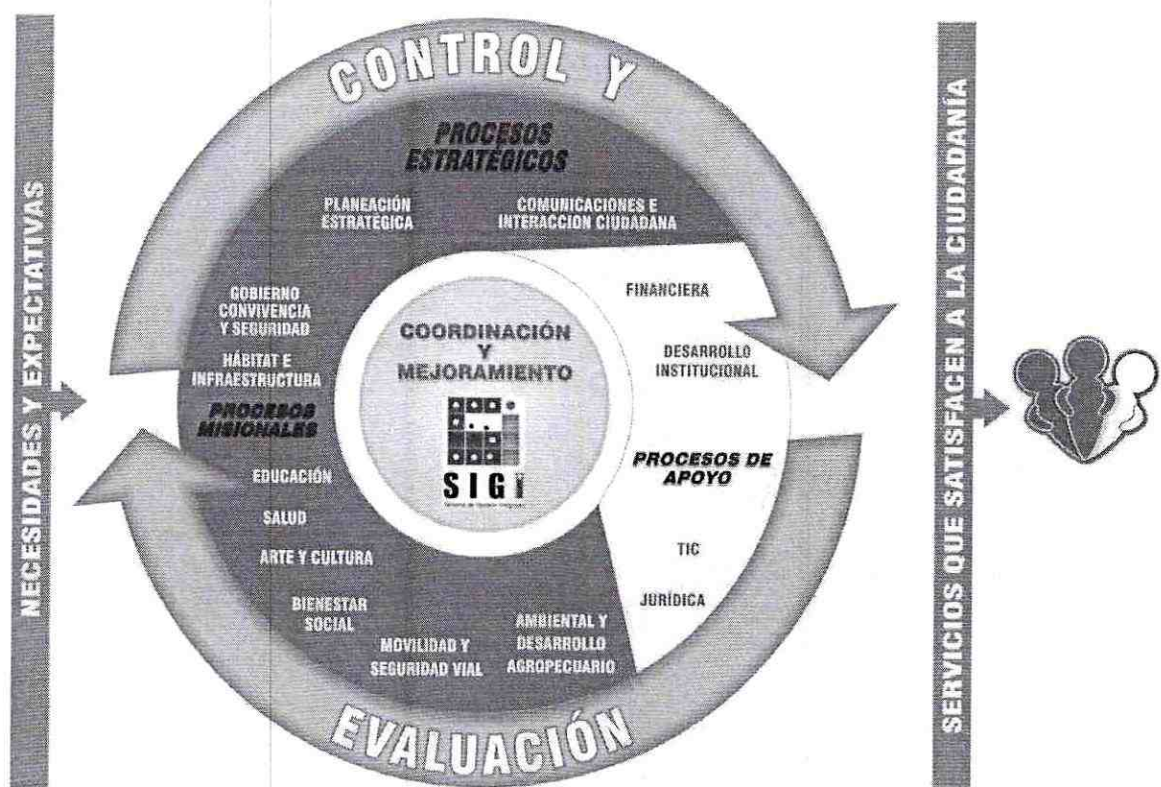 NECESIDADES Y EXPECTATIVAS
CONTROL Y
PROCESOS
ESTRATÉGICOS
PLANEACIÓN
ESTRATÉGICA
COMUNICACIONES E
INTERACCION CIUDADANA
GOBIERNO
CONVIVENCIA
Y SEGURIDAD
HÁBITAT E
INFRAESTRUCTURA
PROCESOS
MISIONALES
EDUCACIÓN
SALUD
ARTE Y CULTURA
BIENESTAR
SOCIAL
MOVILIDAD Y
SEGURIDAD VIAL
AMBIENTAL Y
DESARROLLO
AGROPECUARIO
COORDINACIÓN
Y
MEJORAMIENTO
SIGi
FINANCIERA
DESARROLLO
INSTITUCIONAL
PROCESOS DE
APOYO
TIC
JURÍDICA
EVALUACIÓN
SERVICIOS QUE SATISFACEN A LA CIUDADANÍA